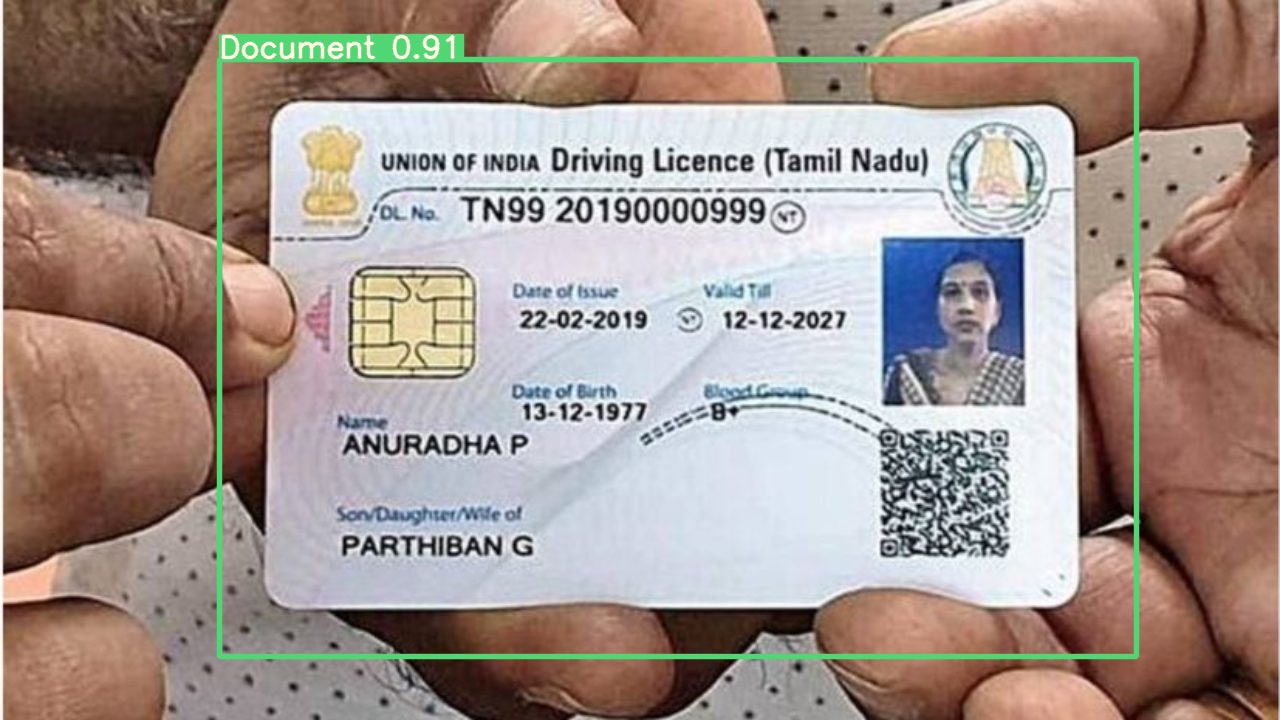 Document 0.91
UNION OF INDIA Driving Licence (Tamil Nadu)
DL. No. TN99 20190000999 NT
Date of Issue Valid Till
22-02-2019 NT 12-12-2027
Date of Birth Blood Group
13-12-1977 B+
Name
ANURADHA P
Son/Daughter/Wife of
PARTHIBAN G